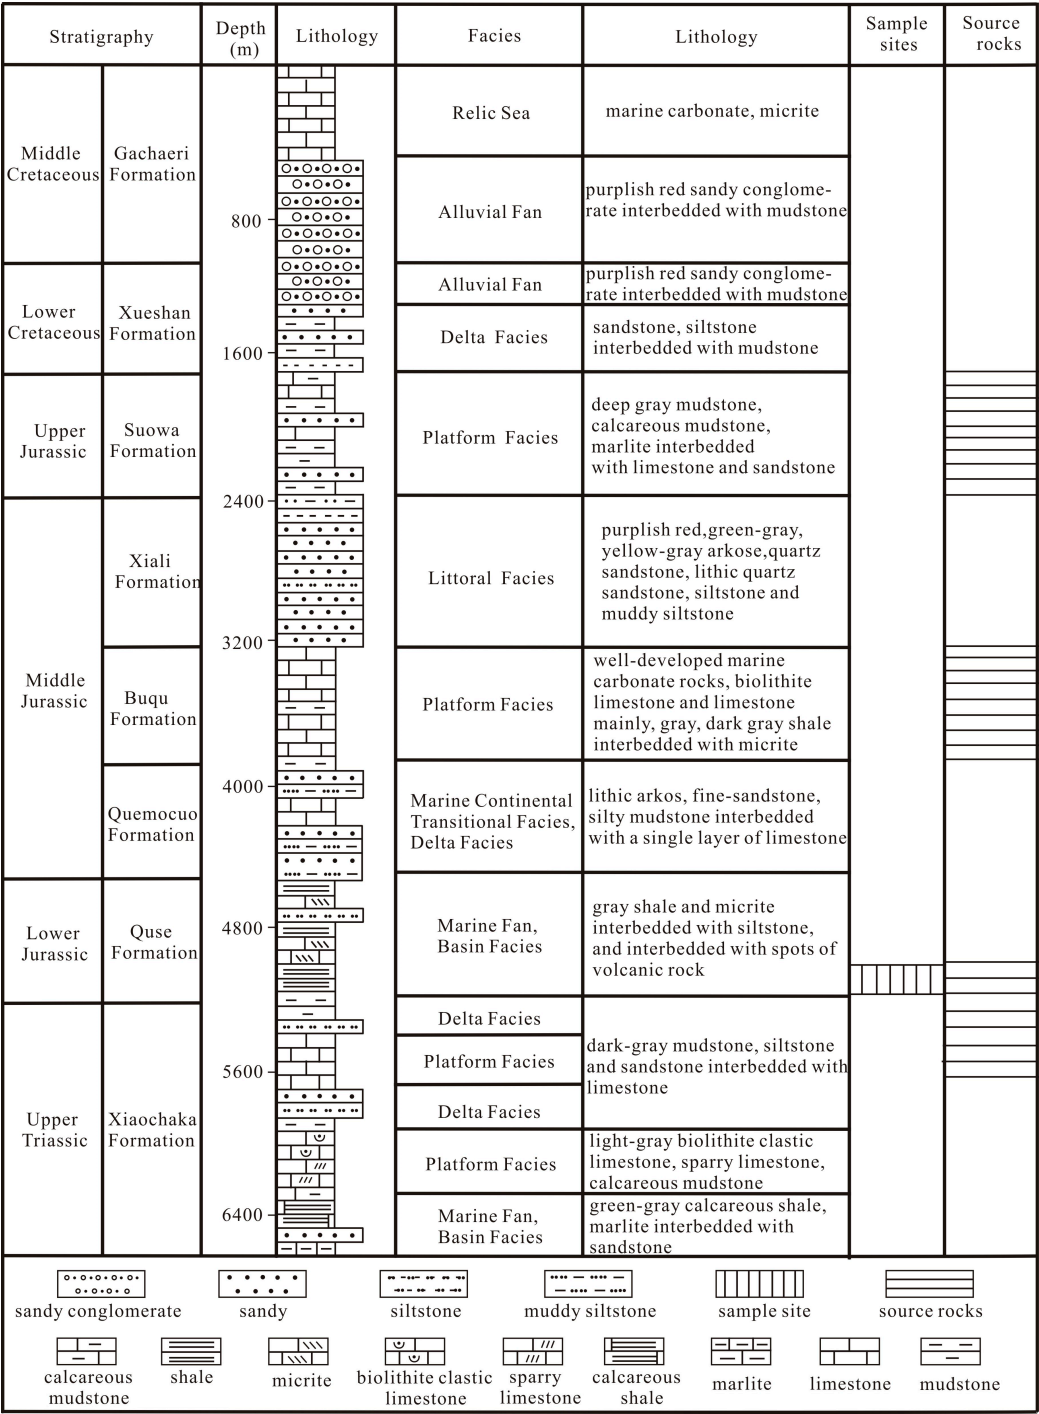 Stratigraphy
Depth
(m)
Lithology
Facies
Lithology
Sample
sites
Source
rocks
Middle
Cretaceous
Gachaeri
Formation
Relic Sea
marine carbonate, micrite
Alluvial Fan
purplish red sandy conglome-
rate interbedded with mudstone
800
Lower
Cretaceous
Xueshan
Formation
Alluvial Fan
purplish red sandy conglome-
rate interbedded with mudstone
Delta Facies
sandstone, siltstone
interbedded with mudstone
1600
Upper
Jurassic
Suowa
Formation
Platform Facies
deep gray mudstone,
calcareous mudstone,
marlite interbedded
with limestone and sandstone
2400
Middle
Jurassic
Xiali
Formation
Littoral Facies
purplish red,green-gray,
yellow-gray arkose,quartz
sandstone, lithic quartz
sandstone, siltstone and
muddy siltstone
3200
Buqu
Formation
Platform Facies
well-developed marine
carbonate rocks, biolithite
limestone and limestone
mainly, gray, dark gray shale
interbedded with micrite
4000
Quemocuo
Formation
Marine Continental
Transitional Facies,
Delta Facies
lithic arkos, fine-sandstone,
silty mudstone interbedded
with a single layer of limestone
Lower
Jurassic
Quse
Formation
4800
Marine Fan,
Basin Facies
gray shale and micrite
interbedded with siltstone,
and interbedded with spots of
volcanic rock
Upper
Triassic
Xiaochaka
Formation
Delta Facies
Platform Facies
dark-gray mudstone, siltstone
and sandstone interbedded with
limestone
5600
Delta Facies
Platform Facies
light-gray biolithite clastic
limestone, sparry limestone,
calcareous mudstone
6400
Marine Fan,
Basin Facies
green-gray calcareous shale,
marlite interbedded with
sandstone
sandy conglomerate
sandy
siltstone
muddy siltstone
sample site
source rocks
calcareous
mudstone
shale
micrite
biolithite clastic
limestone
sparry
limestone
calcareous
shale
marlite
limestone
mudstone